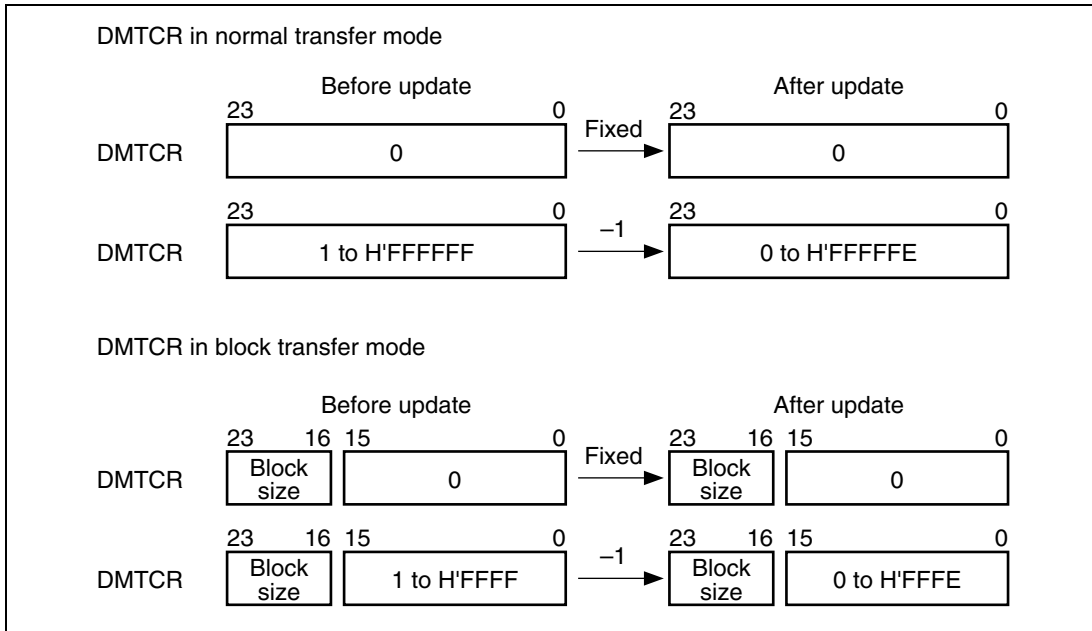 DMTCR in normal transfer mode
Before update After update
23 0 Fixed 23 0
DMTCR 0 0
23 0 –1 23 0
DMTCR 1 to H'FFFFFF 0 to H'FFFFFE
DMTCR in block transfer mode
Before update After update
23 16 15 0 Fixed 23 16 15 0
DMTCR Block size 0 Block size 0
23 16 15 0 –1 23 16 15 0
DMTCR Block size 1 to H'FFFF Block size 0 to H'FFFE